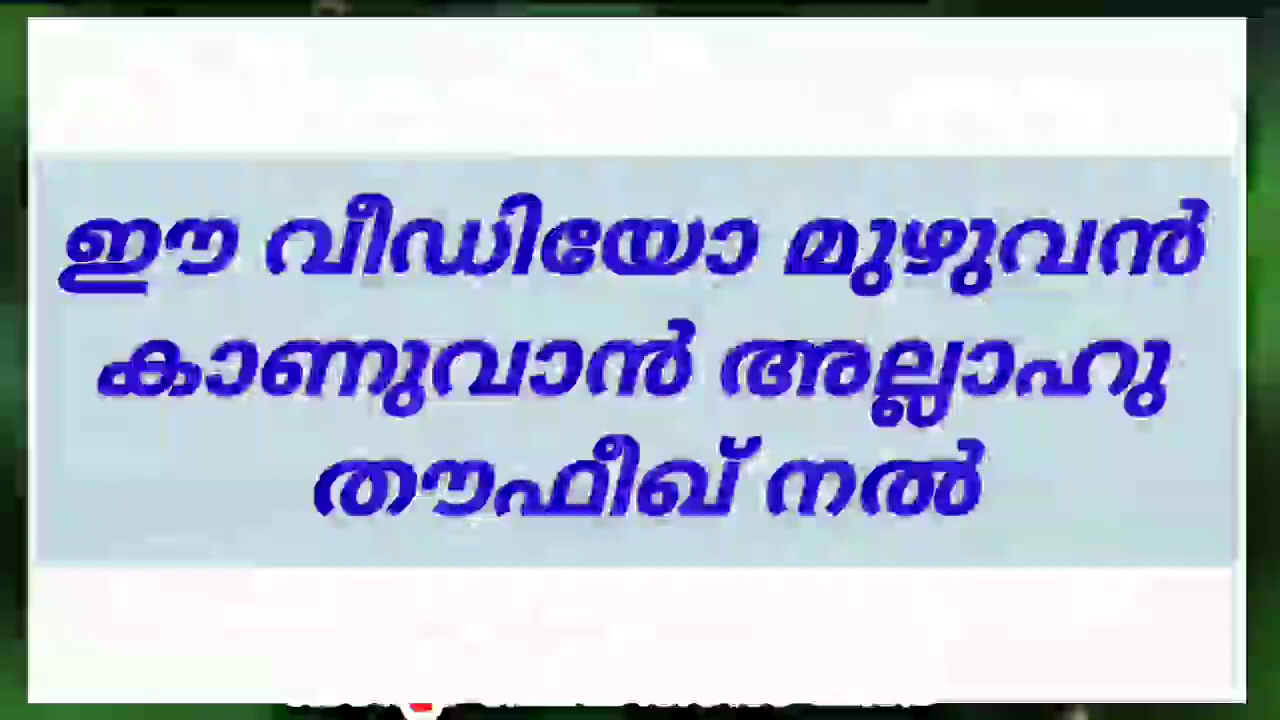 ഈ വീഡിയോ മുഴുവൻ
കാണുവാൻ അല്ലാഹു
തൗഫീഖ് നൽ